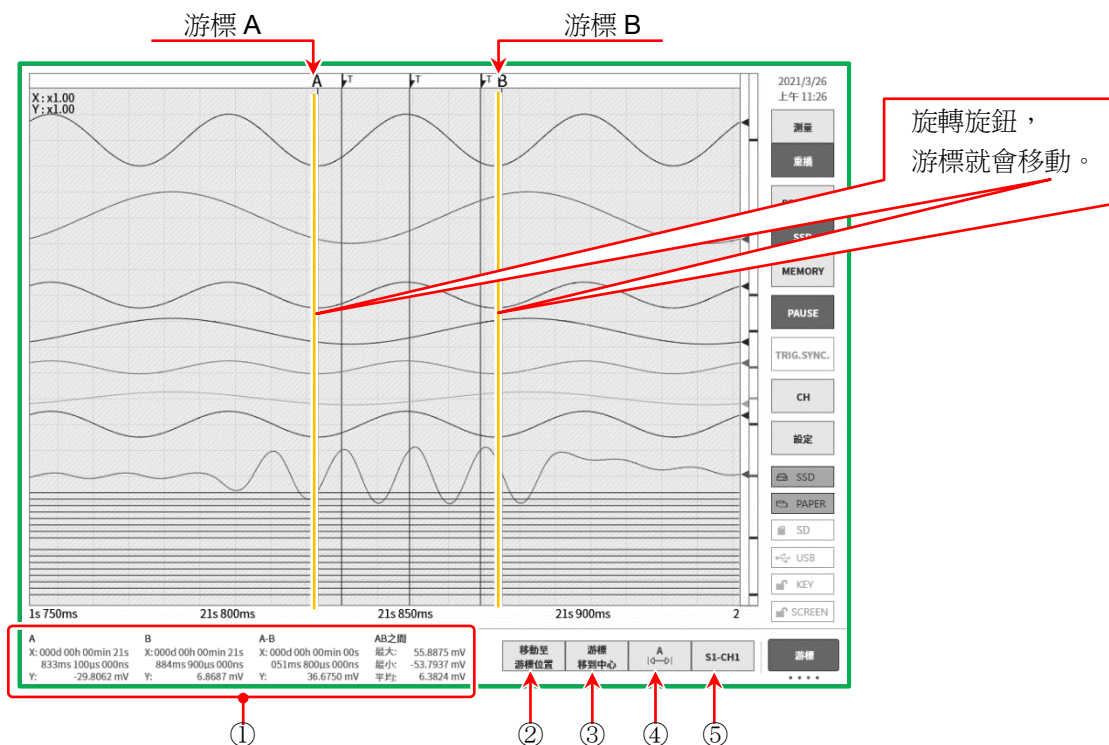 游標 A
游標 B
A
T
T
T
B
X: x1.00
Y: x1.00
2021/3/26
上午 11:26
測量
重播
旋轉旋鈕，
游標就會移動。
SSD
MEMORY
PAUSE
TRIG.SYNC.
CH
設定
SSD
PAPER
SD
USB
KEY
SCREEN
1s 750ms
21s 800ms
21s 850ms
21s 900ms
2
A
X: 000d 00h 00min 21s
833ms 100µs 000ns
Y: -29.8062 mV
B
X: 000d 00h 00min 21s
884ms 900µs 000ns
Y: 6.8687 mV
A-B
X: 000d 00h 00min 00s
051ms 800µs 000ns
Y: 36.6750 mV
AB之間
最大: 55.8875 mV
最小: -53.7937 mV
平均: 6.3824 mV
移動至
游標位置
游標
移到中心
A
S1-CH1
游標
①
②
③
④
⑤